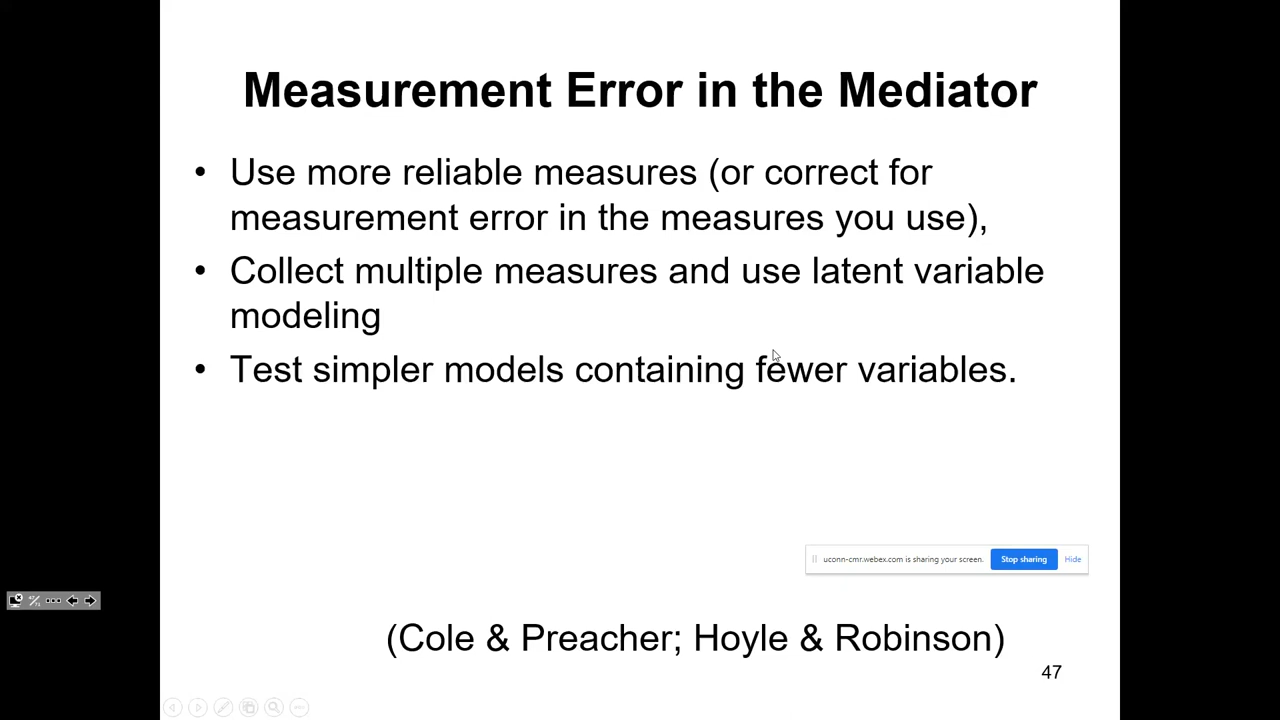 Measurement Error in the Mediator
• Use more reliable measures (or correct for
measurement error in the measures you use),
• Collect multiple measures and use latent variable
modeling
• Test simpler models containing fewer variables.
uconn-cmr.webex.com is sharing your screen. Stop sharing Hide
(Cole & Preacher; Hoyle & Robinson)
47